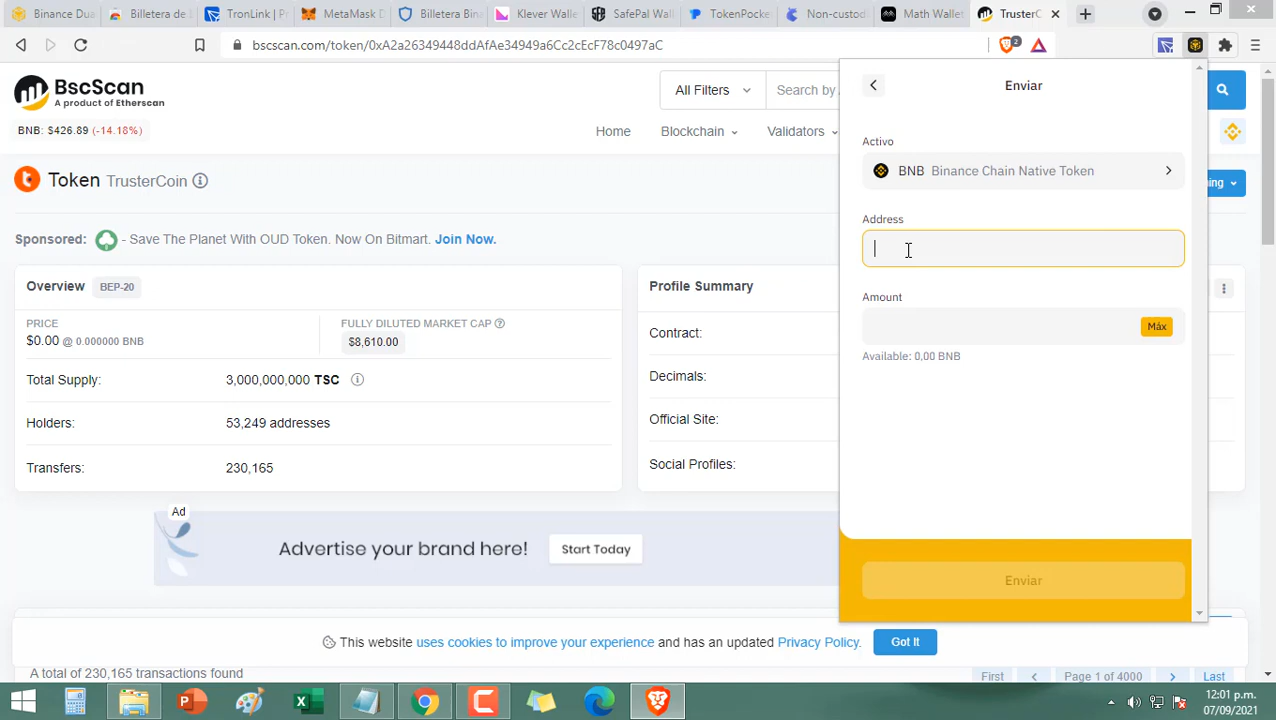 Binance Dua
Billetera de
TronLink | P
MetaMask D
Billetera Bin
Klever Walle
SafePal Wall
TokenPocke
Non-custod
Math Wallet
TrusterC
bscscan.com/token/0xA2a26349448ddAfAe34949a6Cc2cEcF78c0497aC
2
BscScan
A product of Etherscan
All Filters
Search by A
BNB: $426.89 (-14.18%)
Home
Blockchain
Validators
Token TrusterCoin
Sponsored: - Save The Planet With OUD Token. Now On Bitmart. Join Now.
Overview BEP-20
PRICE
$0.00 @ 0.000000 BNB
FULLY DILUTED MARKET CAP
$8,610.00
Total Supply: 3,000,000,000 TSC
Holders: 53,249 addresses
Transfers: 230,165
Profile Summary
Contract:
Decimals:
Official Site:
Social Profiles:
Ad
Advertise your brand here!
Start Today
Enviar
Activo
BNB Binance Chain Native Token
Address
Amount
Máx
Available: 0,00 BNB
Enviar
ing
This website uses cookies to improve your experience and has an updated Privacy Policy.
Got It
A total of 230,165 transactions found
First
Page 1 of 4000
Last
12:01 p.m.
07/09/2021